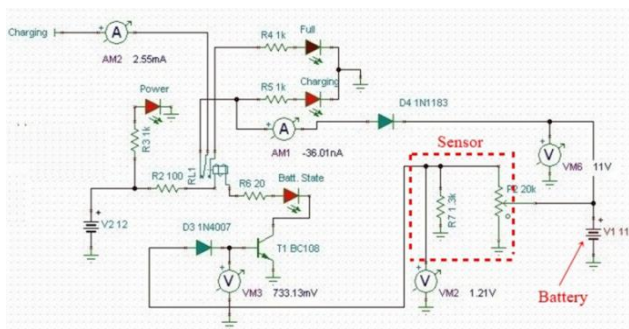 Charging
A
AM2 2.55mA
R4 1k
Full
R5 1k
Charging
Power
R3 1k
A
AM1 -36.01nA
D4 1N1183
Sensor
V
VM6 11V
R2 100
RL1
R6 20
Batt. State
R7 1.3k
P2 20k
V2 12
D3 1N4007
T1 BC108
V1 11
V
VM3 733.13mV
V
VM2 1.21V
Battery